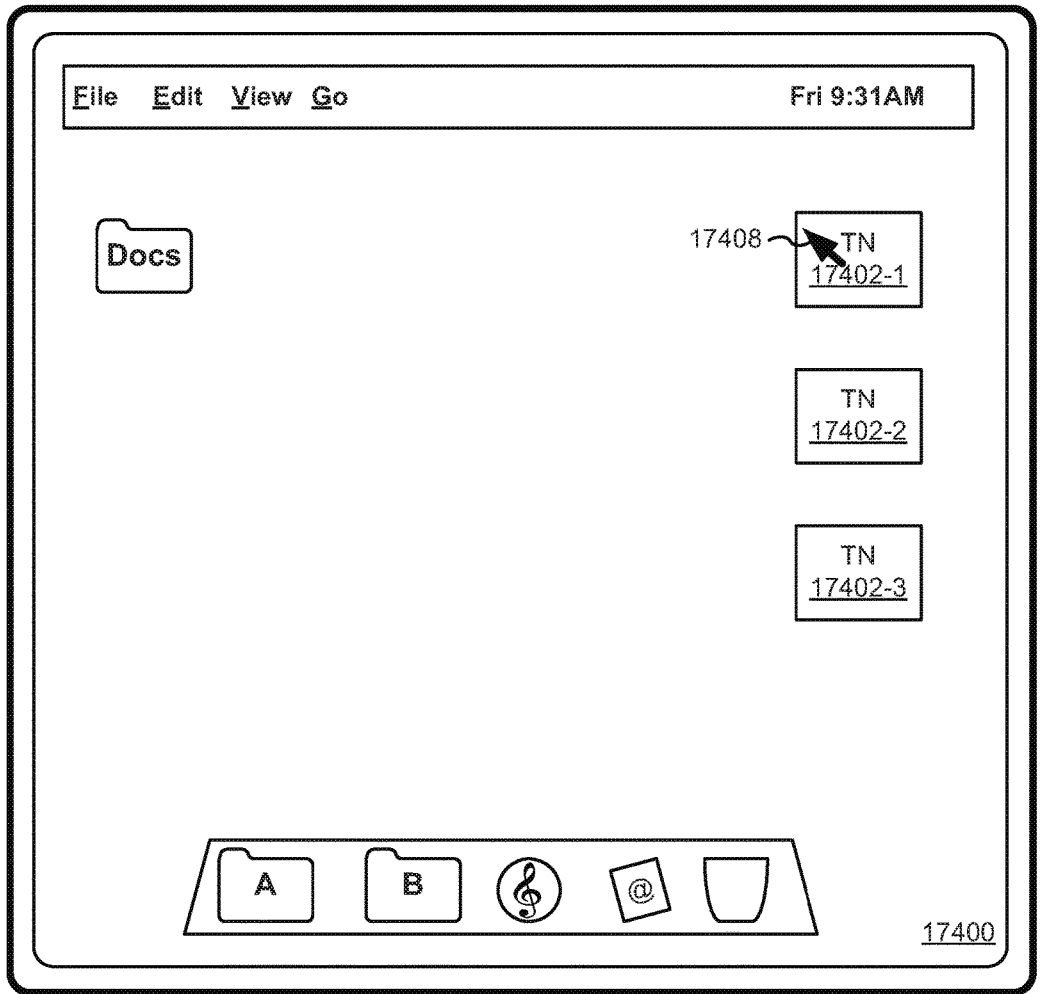 File Edit View Go Fri 9:31AM
Docs
17408
TN
17402-1
TN
17402-2
TN
17402-3
A B @
17400